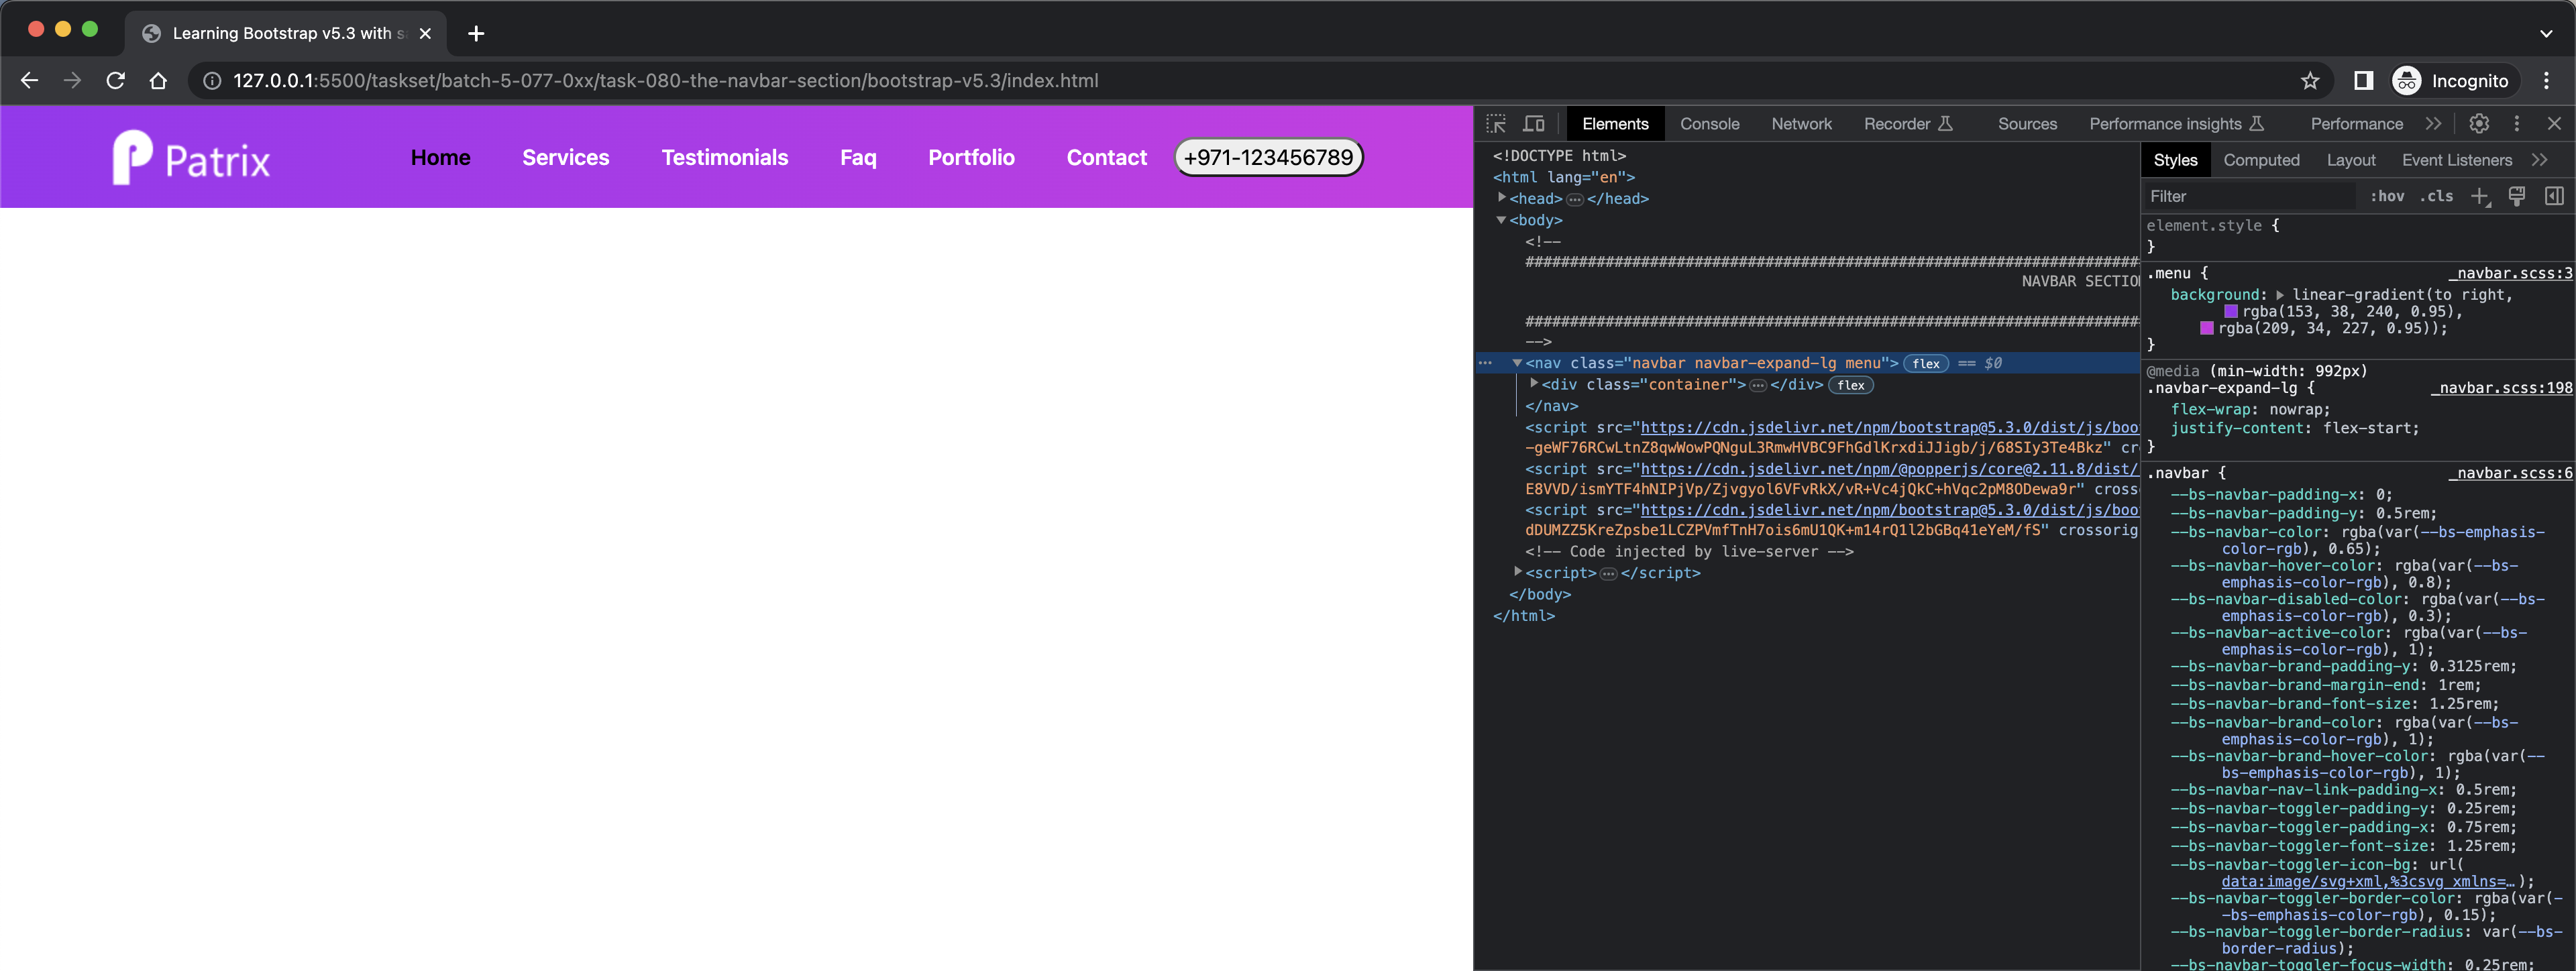 Learning Bootstrap v5.3 with s
127.0.0.1:5500/taskset/batch-5-077-0xx/task-080-the-navbar-section/bootstrap-v5.3/index.html
Incognito
Patrix
Home Services Testimonials Faq Portfolio Contact +971-123456789
Elements Console Network Recorder Sources Performance insights Performance
<!DOCTYPE html>
<html lang="en">
<head> ••• </head>
<body>
<!--
######################################################################
NAVBAR SECTIO
######################################################################
-->
<nav class="navbar navbar-expand-lg menu"> flex == $0
<div class="container"> ••• </div> flex
</nav>
<script src="https://cdn.jsdelivr.net/npm/bootstrap@5.3.0/dist/js/boo
-geWF76RCwLtnZ8qwWowPQNguL3RmwHVBC9FhGdlKrxdiJJigb/j/68SIy3Te4Bkz" cr
<script src="https://cdn.jsdelivr.net/npm/@popperjs/core@2.11.8/dist/
E8VVD/ismYTF4hNIPjVp/Zjvgyol6VFvRkX/vR+Vc4jQkC+hVqc2pM8ODewa9r" cross
<script src="https://cdn.jsdelivr.net/npm/bootstrap@5.3.0/dist/js/boo
dDUMZZ5KreZpsbe1LCZPVmfTnH7ois6mU1QK+m14rQ1l2bGBq41eYeM/fS" crossorig
<!-- Code injected by live-server -->
<script> ••• </script>
</body>
</html>
Styles Computed Layout Event Listeners
Filter :hov .cls
element.style {
}
.menu { _navbar.scss:3
background: linear-gradient(to right,
rgba(153, 38, 240, 0.95),
rgba(209, 34, 227, 0.95));
}
@media (min-width: 992px)
.navbar-expand-lg { _navbar.scss:198
flex-wrap: nowrap;
justify-content: flex-start;
}
.navbar { _navbar.scss:6
--bs-navbar-padding-x: 0;
--bs-navbar-padding-y: 0.5rem;
--bs-navbar-color: rgba(var(--bs-emphasis-
color-rgb), 0.65);
--bs-navbar-hover-color: rgba(var(--bs-
emphasis-color-rgb), 0.8);
--bs-navbar-disabled-color: rgba(var(--bs-
emphasis-color-rgb), 0.3);
--bs-navbar-active-color: rgba(var(--bs-
emphasis-color-rgb), 1);
--bs-navbar-brand-padding-y: 0.3125rem;
--bs-navbar-brand-margin-end: 1rem;
--bs-navbar-brand-font-size: 1.25rem;
--bs-navbar-brand-color: rgba(var(--bs-
emphasis-color-rgb), 1);
--bs-navbar-brand-hover-color: rgba(var(--
bs-emphasis-color-rgb), 1);
--bs-navbar-nav-link-padding-x: 0.5rem;
--bs-navbar-toggler-padding-y: 0.25rem;
--bs-navbar-toggler-padding-x: 0.75rem;
--bs-navbar-toggler-font-size: 1.25rem;
--bs-navbar-toggler-icon-bg: url(
data:image/svg+xml,%3csvg xmlns=… );
--bs-navbar-toggler-border-color: rgba(var(-
-bs-emphasis-color-rgb), 0.15);
--bs-navbar-toggler-border-radius: var(--bs-
border-radius);
--bs-navbar-toggler-focus-width: 0.25rem;